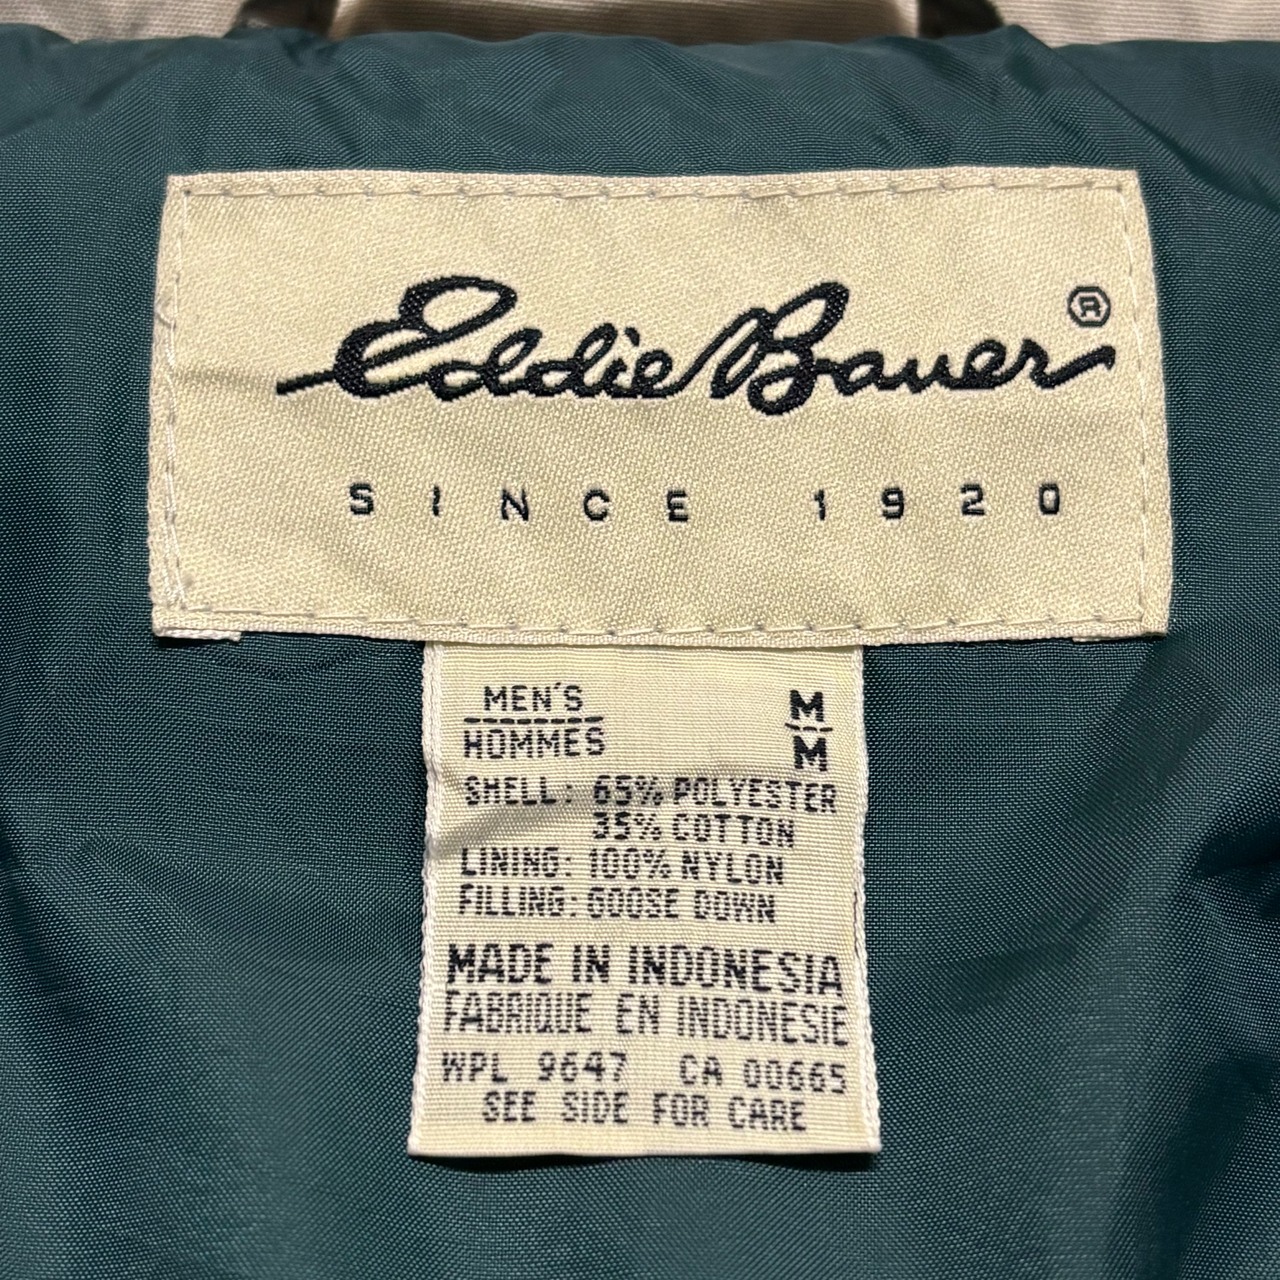 Eddie Bauer ®
SINCE 1920
MEN'S M
HOMMES M
SHELL: 65% POLYESTER
35% COTTON
LINING: 100% NYLON
FILLING: GOOSE DOWN
MADE IN INDONESIA
FABRIQUE EN INDONESIE
WPL 9647 CA 00665
SEE SIDE FOR CARE